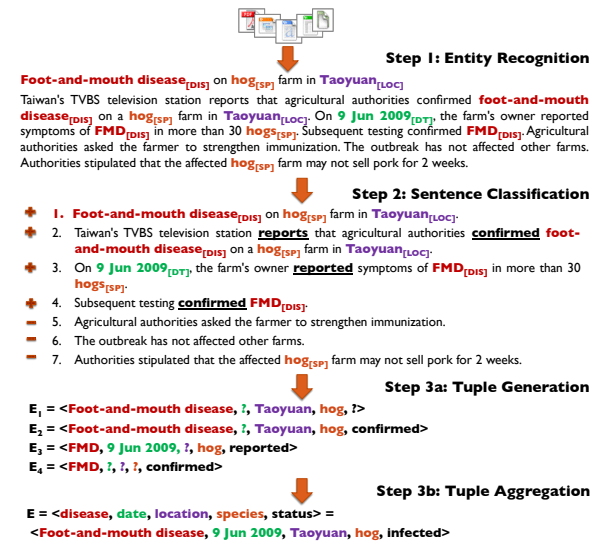 Step 1: Entity Recognition
Foot-and-mouth disease[DIS] on hog[SP] farm in Taoyuan[LOC]
Taiwan's TVBS television station reports that agricultural authorities confirmed foot-and-mouth
disease[DIS] on a hog[SP] farm in Taoyuan[LOC]. On 9 Jun 2009[DT], the farm's owner reported
symptoms of FMD[DIS] in more than 30 hogs[SP]. Subsequent testing confirmed FMD[DIS]. Agricultural
authorities asked the farmer to strengthen immunization. The outbreak has not affected other farms.
Authorities stipulated that the affected hog[SP] farm may not sell pork for 2 weeks.
Step 2: Sentence Classification
+ 1. Foot-and-mouth disease[DIS] on hog[SP] farm in Taoyuan[LOC].
+ 2. Taiwan's TVBS television station reports that agricultural authorities confirmed foot-
and-mouth disease[DIS] on a hog[SP] farm in Taoyuan[LOC].
+ 3. On 9 Jun 2009[DT], the farm's owner reported symptoms of FMD[DIS] in more than 30
hogs[SP].
+ 4. Subsequent testing confirmed FMD[DIS].
− 5. Agricultural authorities asked the farmer to strengthen immunization.
− 6. The outbreak has not affected other farms.
− 7. Authorities stipulated that the affected hog[SP] farm may not sell pork for 2 weeks.
Step 3a: Tuple Generation
E1 = <Foot-and-mouth disease, ?, Taoyuan, hog, ?>
E2 = <Foot-and-mouth disease, ?, Taoyuan, hog, confirmed>
E3 = <FMD, 9 Jun 2009, ?, hog, reported>
E4 = <FMD, ?, ?, ?, confirmed>
Step 3b: Tuple Aggregation
E = <disease, date, location, species, status> =
<Foot-and-mouth disease, 9 Jun 2009, Taoyuan, hog, infected>